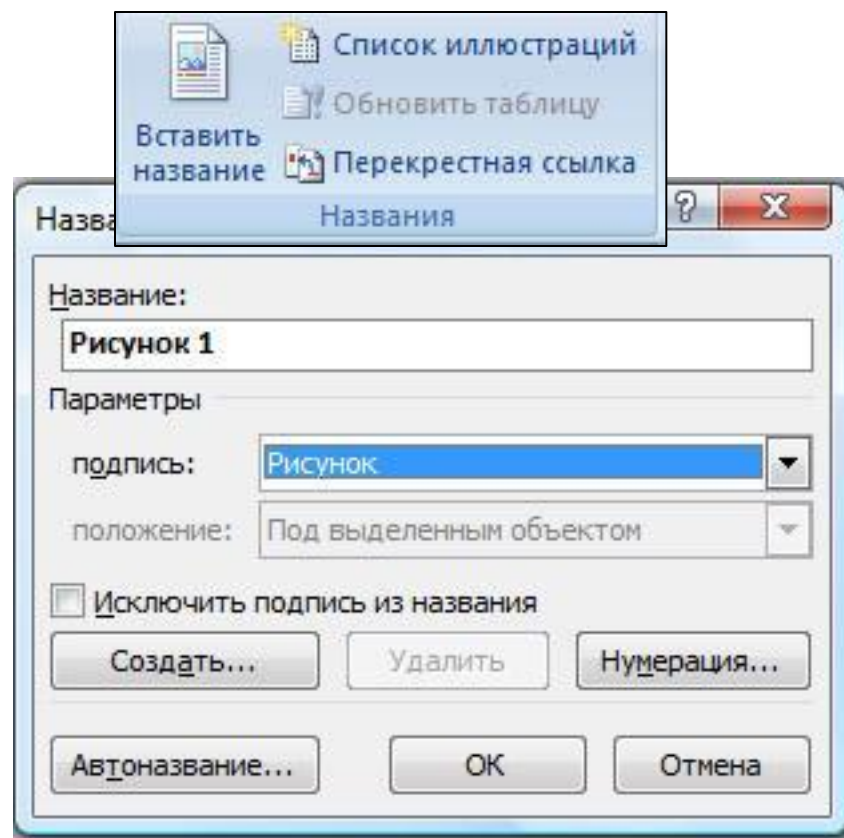 Список иллюстраций
Обновить таблицу
Вставить
название
Перекрестная ссылка
Названия
Название:
Рисунок 1
Параметры
подпись:
Рисунок
положение:
Под выделенным объектом
Исключить подпись из названия
Создать...
Удалить
Нумерация...
Автоназвание...
ОК
Отмена